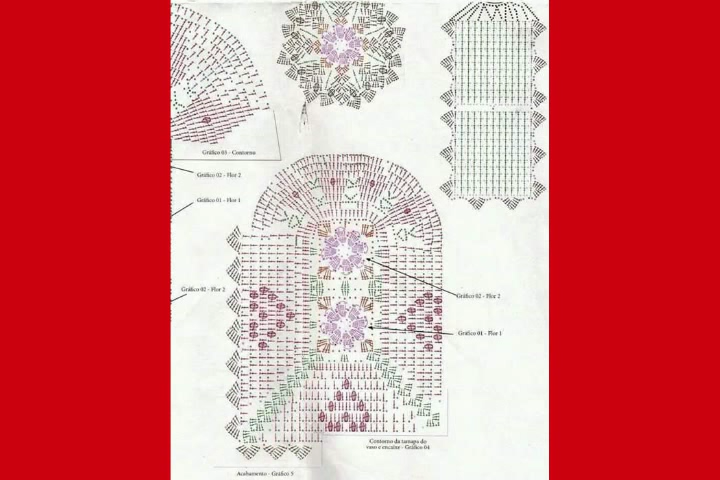 Gráfico 03 - Contorno
Gráfico 02 - Flor 2
Gráfico 01 - Flor 1
Gráfico 02 - Flor 2
Gráfico 02 - Flor 2
Gráfico 01 - Flor 1
Contorno da tampa do
vaso e encaixe - Gráfico 04
Acabamento - Gráfico 5